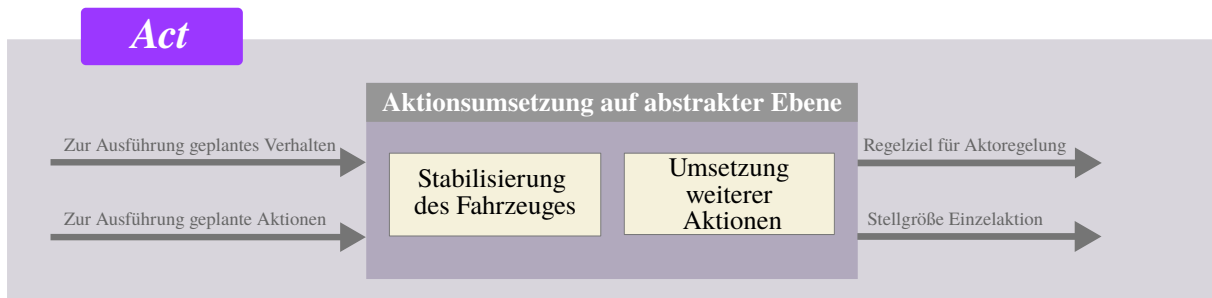 Act
Aktionsumsetzung auf abstrakter Ebene
Zur Ausführung geplantes Verhalten
Zur Ausführung geplante Aktionen
Stabilisierung
des Fahrzeuges
Umsetzung
weiterer
Aktionen
Regelziel für Aktoregelung
Stellgröße Einzelaktion